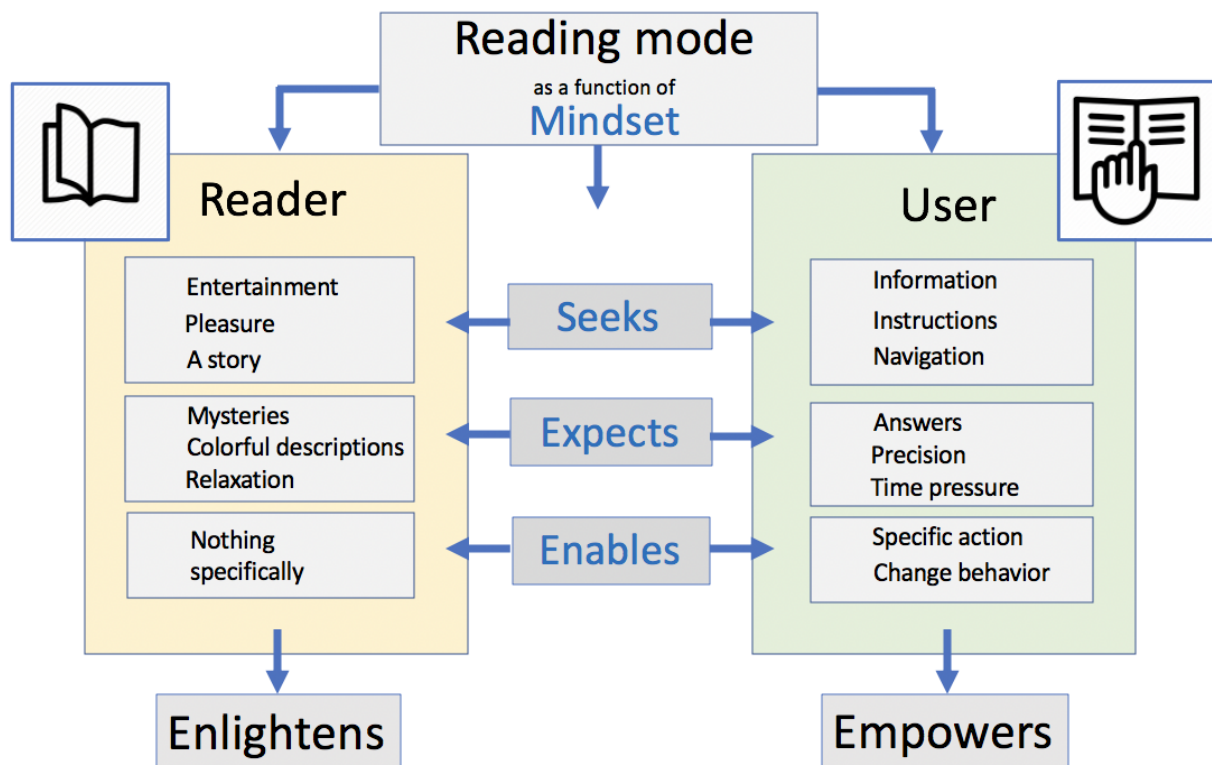 Reading mode
as a function of
Mindset
Reader
Entertainment
Pleasure
A story
Mysteries
Colorful descriptions
Relaxation
Nothing
specifically
Enlightens
Seeks
Expects
Enables
User
Information
Instructions
Navigation
Answers
Precision
Time pressure
Specific action
Change behavior
Empowers